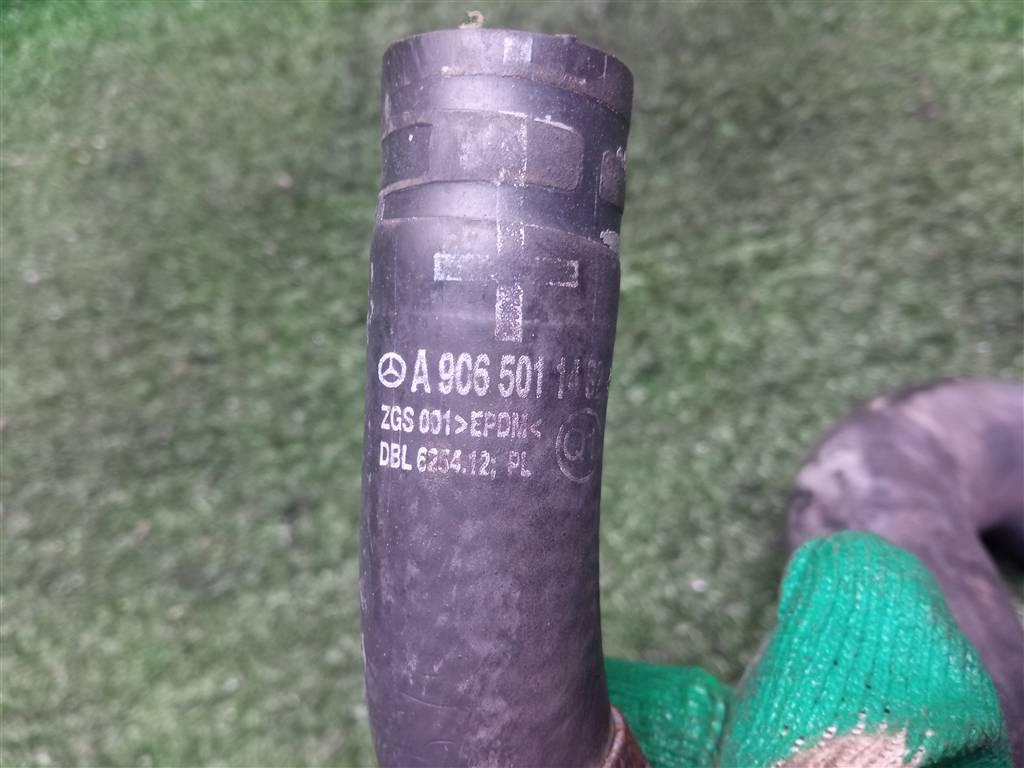 A 906 501 14
ZGS 001 >EPDM<
DBL 6254.12; PL